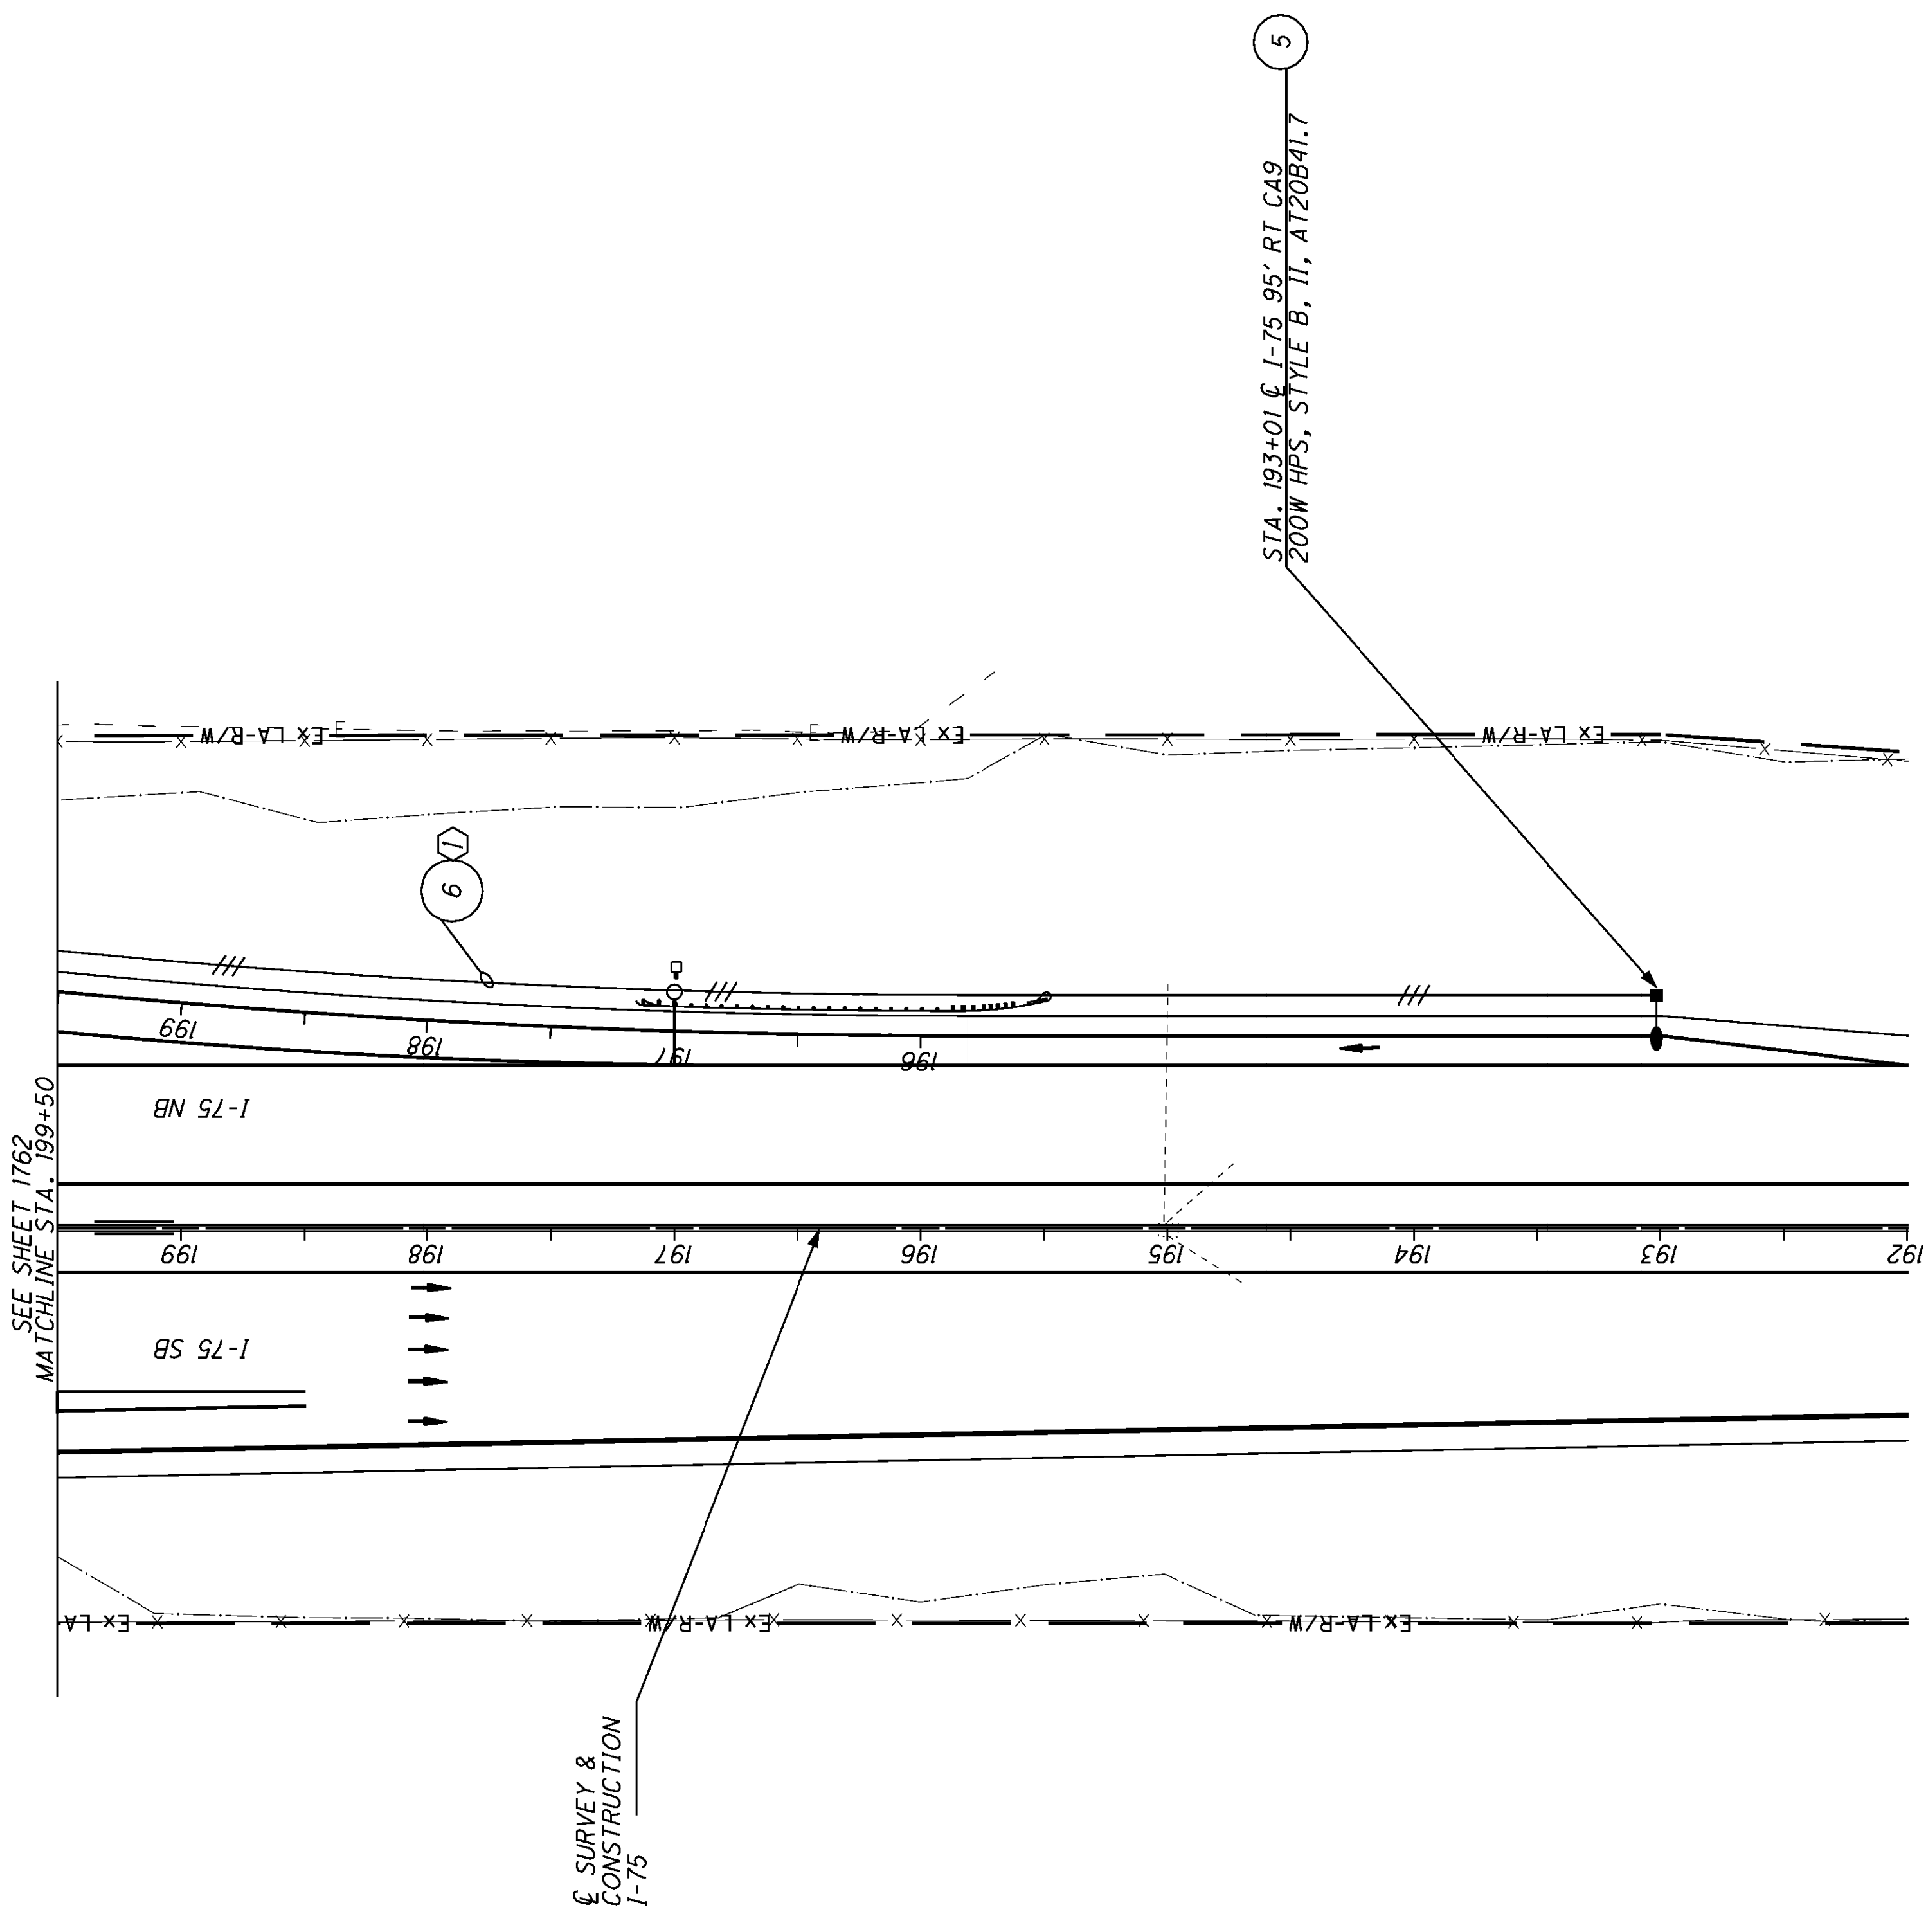 5
STA. 193+01 ℄ I-75 95' RT CA9
200W HPS, STYLE B, II, AT20B41.7
Ex LA-R/W
Ex LA-R/W
Ex LA-R/W
1
6
199
198
197
196
I-75 NB
SEE SHEET 1762
MATCHLINE STA. 199+50
199
198
197
196
195
194
193
192
I-75 SB
Ex LA
Ex LA-R/W
Ex LA-R/W
℄ SURVEY &
CONSTRUCTION
I-75